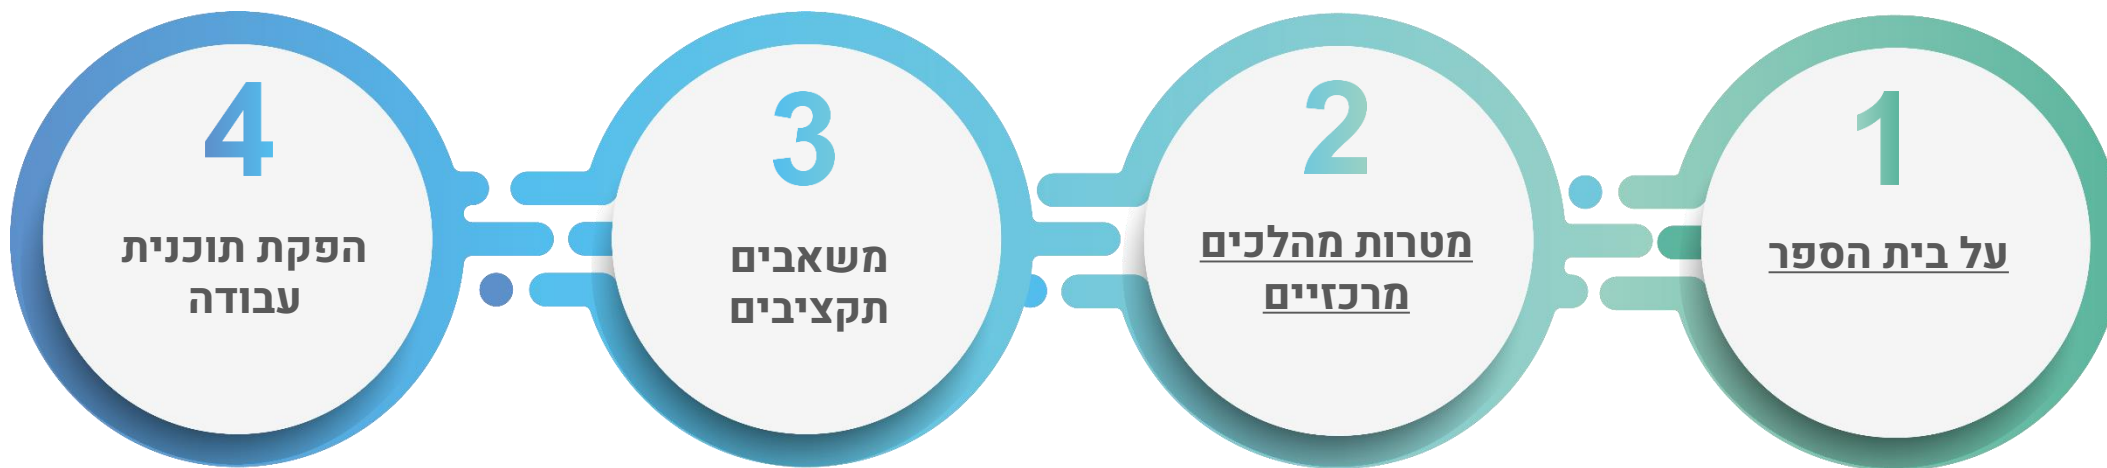 1
על בית הספר
2
מטרות מהלכים
מרכזיים
3
משאבים
תקציבים
4
הפקת תוכנית
עבודה